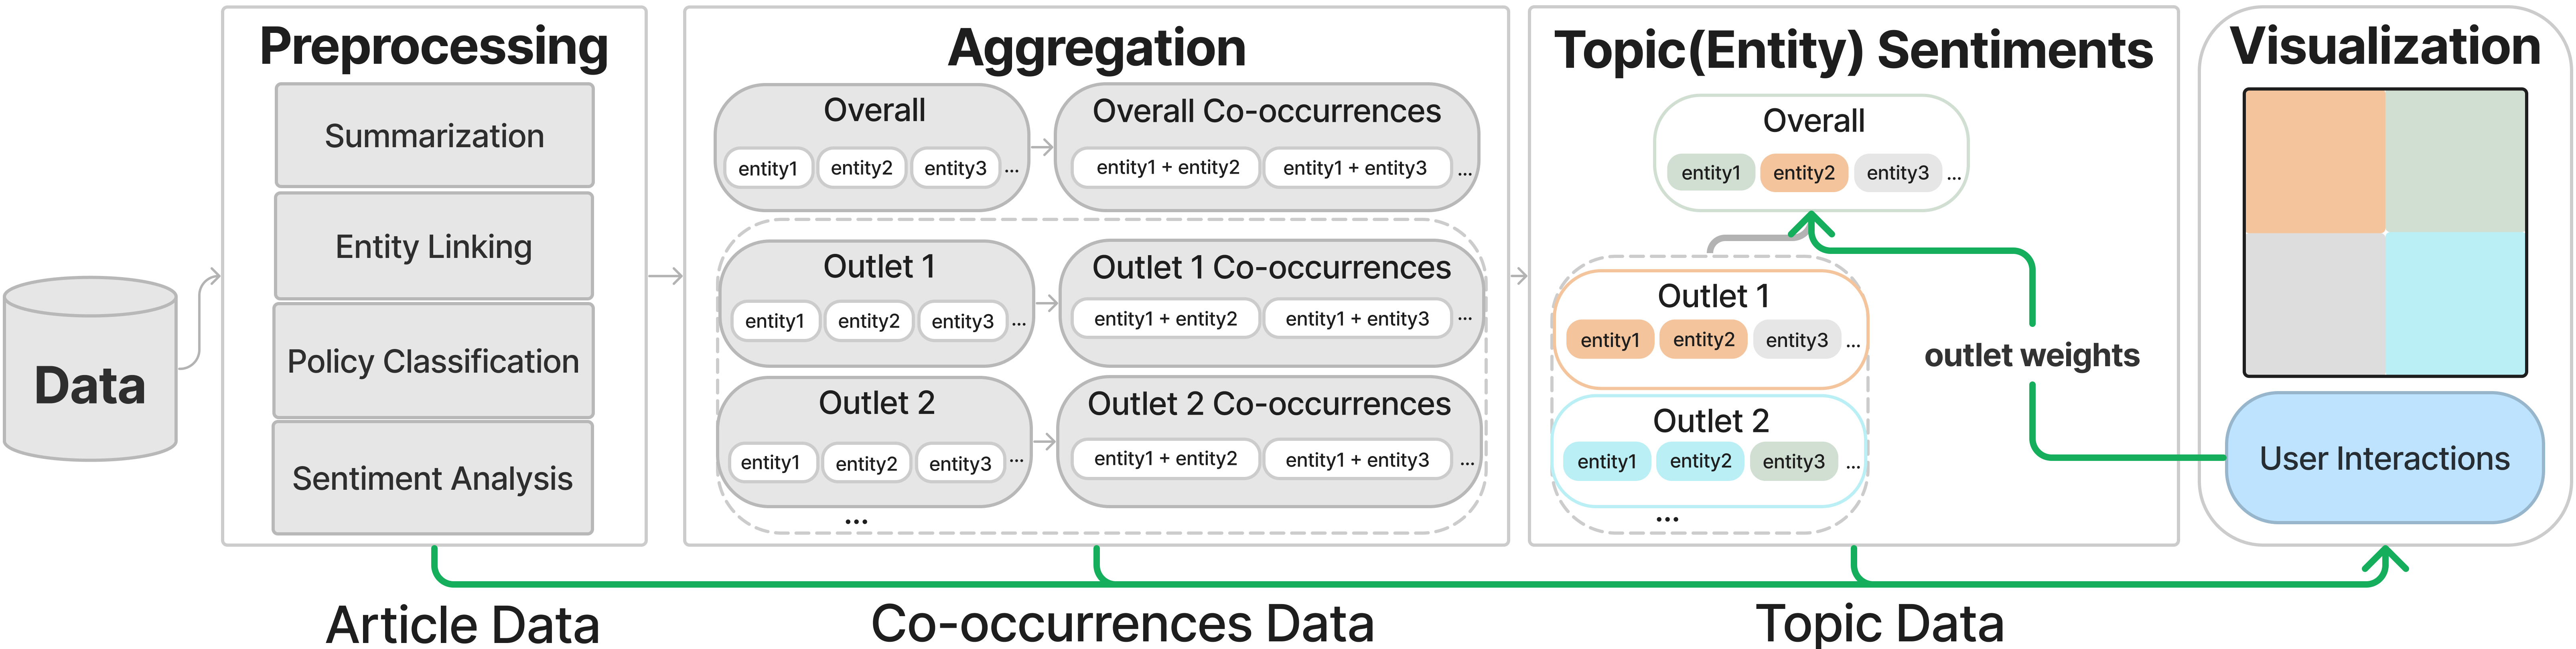 Data
Preprocessing
Summarization
Entity Linking
Policy Classification
Sentiment Analysis
Aggregation
Overall
entity1 entity2 entity3 ...
Overall Co-occurrences
entity1 + entity2 entity1 + entity3 ...
Outlet 1
entity1 entity2 entity3 ...
Outlet 1 Co-occurrences
entity1 + entity2 entity1 + entity3 ...
Outlet 2
entity1 entity2 entity3 ...
Outlet 2 Co-occurrences
entity1 + entity2 entity1 + entity3 ...
...
Topic(Entity) Sentiments
Overall
entity1 entity2 entity3 ...
Outlet 1
entity1 entity2 entity3 ...
Outlet 2
entity1 entity2 entity3 ...
...
outlet weights
Visualization
User Interactions
Article Data
Co-occurrences Data
Topic Data